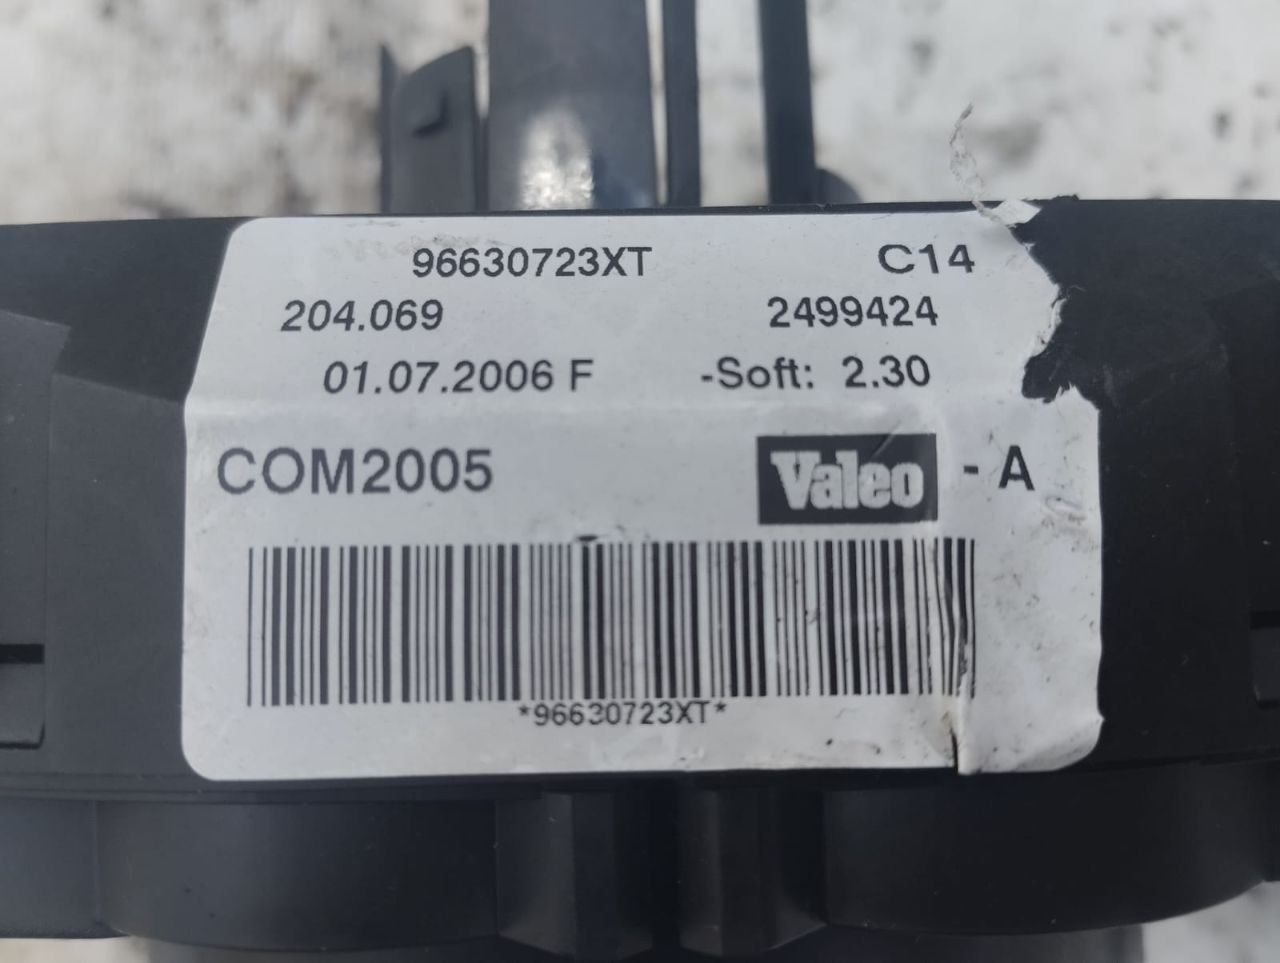 96630723XT C14
204.069 2499424
01.07.2006 F -Soft: 2.30
COM2005 Valeo - A
*96630723XT*